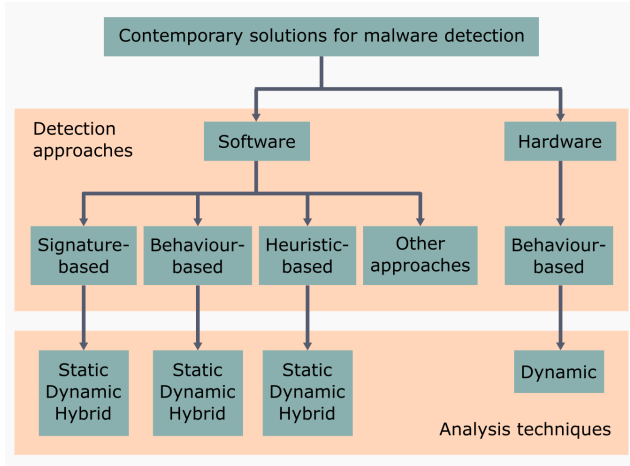 Contemporary solutions for malware detection
Detection
approaches
Software
Hardware
Signature-
based
Behaviour-
based
Heuristic-
based
Other
approaches
Behaviour-
based
Static
Dynamic
Hybrid
Static
Dynamic
Hybrid
Static
Dynamic
Hybrid
Dynamic
Analysis techniques